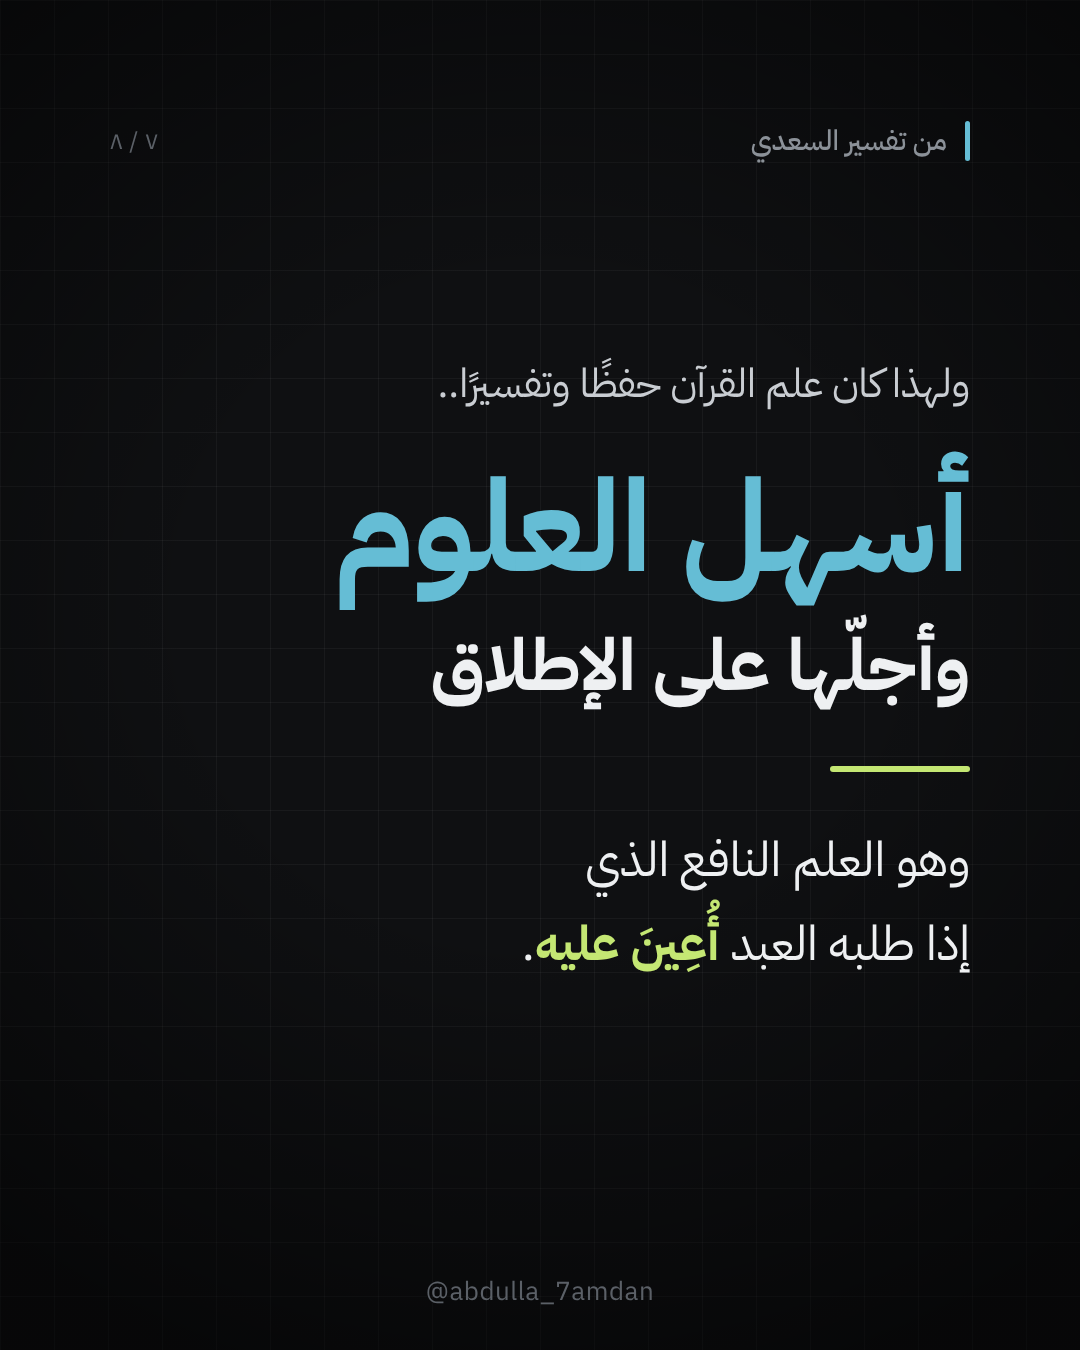 من تفسير السعدي
٧ / ٨
ولهذا كان علم القرآن حفظًا وتفسيرًا..
أسهل العلوم
وأجلّها على الإطلاق
وهو العلم النافع الذي
إذا طلبه العبد أُعِينَ عليه.
@abdulla_7amdan